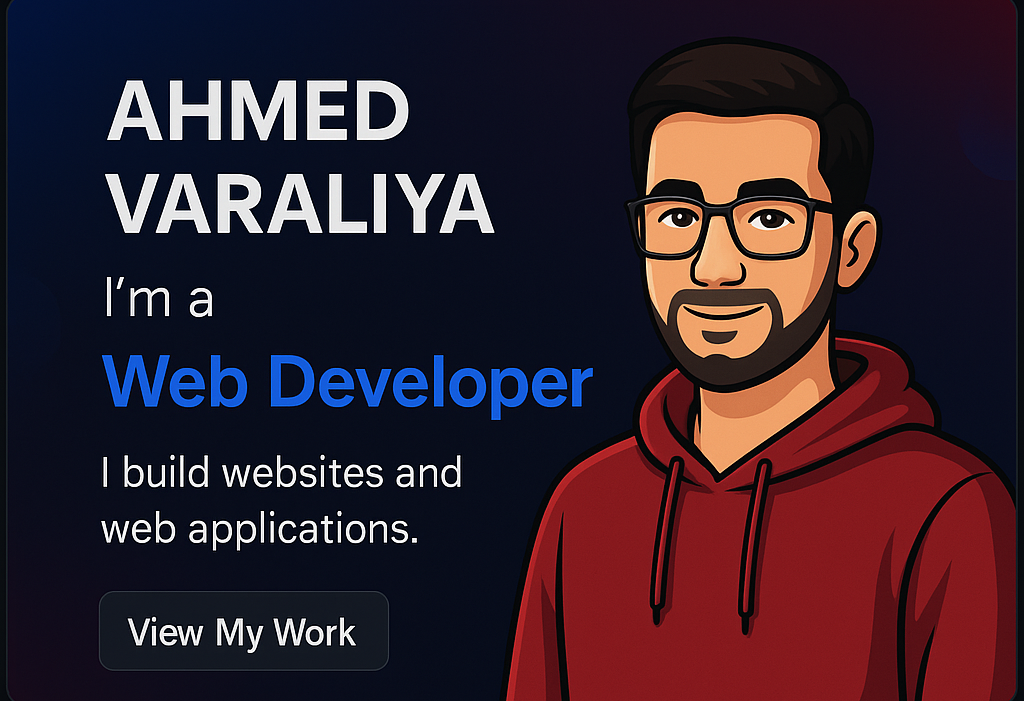 AHMED
VARALIYA
I’m a
Web Developer
I build websites and
web applications.
View My Work